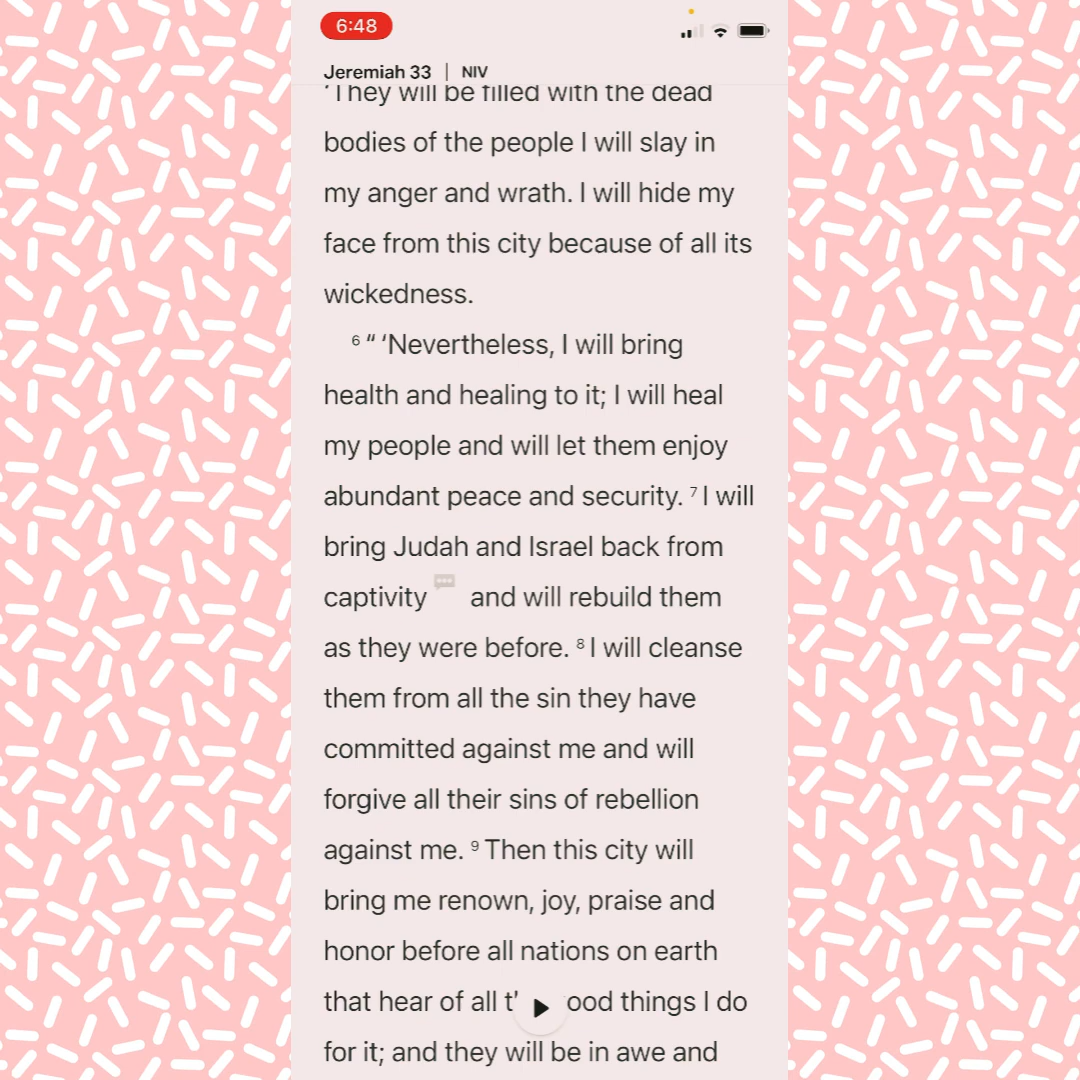 6:48
Jeremiah 33 | NIV
‘They will be filled with the dead
bodies of the people I will slay in
my anger and wrath. I will hide my
face from this city because of all its
wickedness.
6 “ ‘Nevertheless, I will bring
health and healing to it; I will heal
my people and will let them enjoy
abundant peace and security. 7 I will
bring Judah and Israel back from
captivity and will rebuild them
as they were before. 8 I will cleanse
them from all the sin they have
committed against me and will
forgive all their sins of rebellion
against me. 9 Then this city will
bring me renown, joy, praise and
honor before all nations on earth
that hear of all things I do
for it; and they will be in awe and